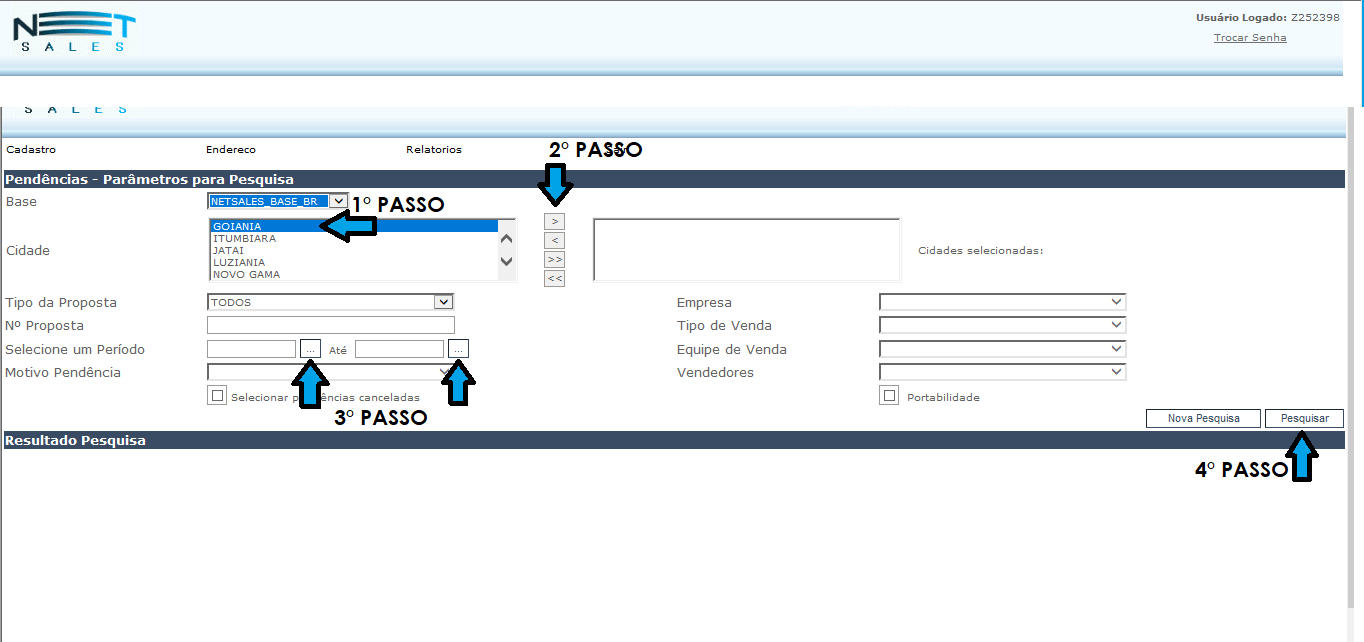 NET
SALES
Usuário Logado: Z252398
Trocar Senha
SALES
Cadastro
Endereco
Relatorios
2º PASSO
Pendências - Parâmetros para Pesquisa
Base
NETSALES_BASE_BR
1º PASSO
Cidade
GOIANIA
ITUMBIARA
JATAI
LUZIANIA
NOVO GAMA
>
<
>>
<<
Cidades selecionadas:
Tipo da Proposta
TODOS
Empresa
Nº Proposta
Tipo de Venda
Selecione um Período
...
Até
...
Equipe de Venda
Motivo Pendência
Vendedores
Selecionar pendências canceladas
Portabilidade
3º PASSO
Nova Pesquisa
Pesquisar
Resultado Pesquisa
4º PASSO